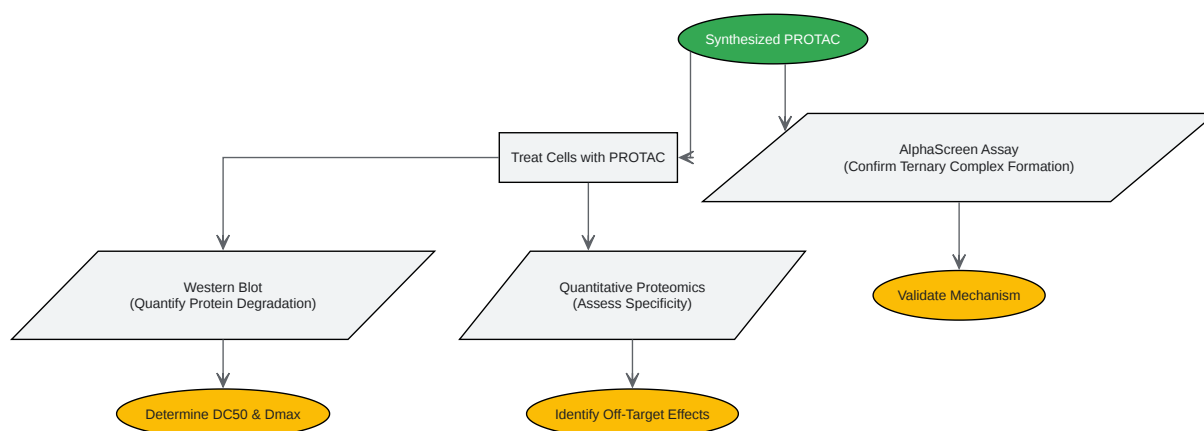 Synthesized PROTAC
Treat Cells with PROTAC
AlphaScreen Assay
(Confirm Ternary Complex Formation)
Western Blot
(Quantify Protein Degradation)
Quantitative Proteomics
(Assess Specificity)
Validate Mechanism
Determine DC50 & Dmax
Identify Off-Target Effects